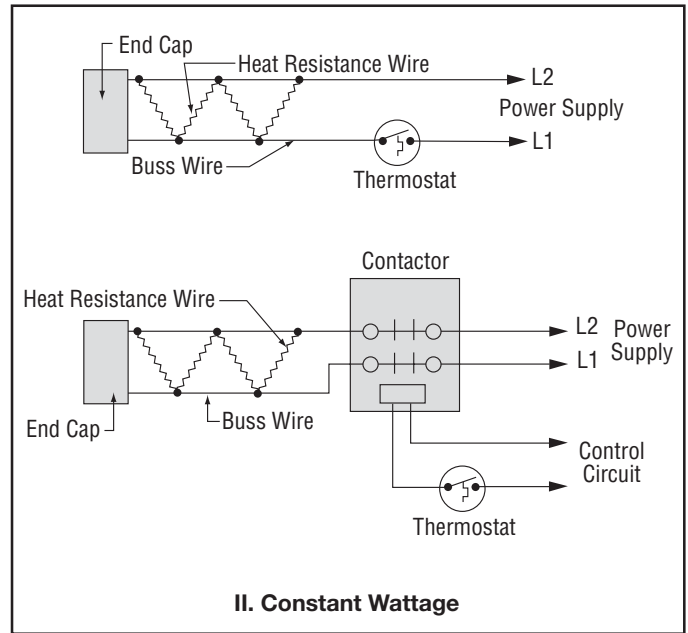 End Cap
Heat Resistance Wire
L2
Power Supply
L1
Buss Wire
Thermostat
Contactor
Heat Resistance Wire
L2
Power
Supply
L1
Buss Wire
End Cap
Control
Circuit
Thermostat
II. Constant Wattage